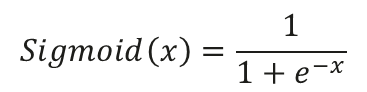 Sigmoid(x) = 1 / (1 + e^{-x})